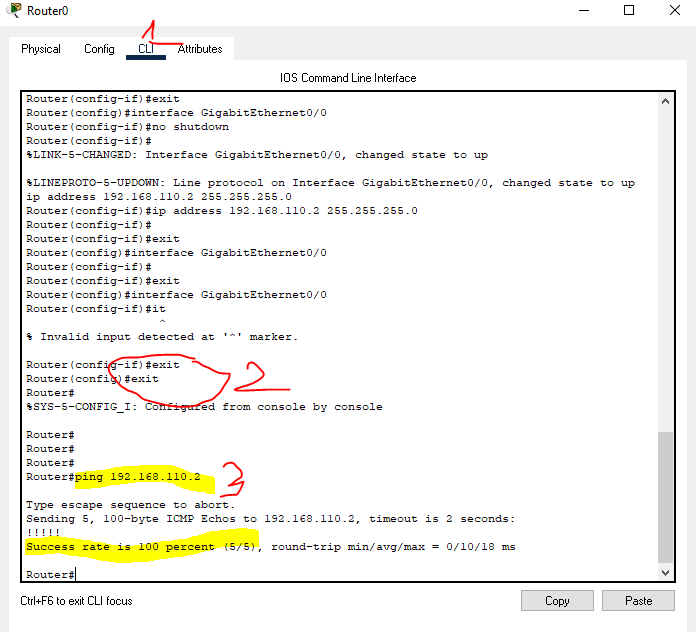 Router0
1
Physical Config CLI Attributes
IOS Command Line Interface
Router(config-if)#exit
Router(config)#interface GigabitEthernet0/0
Router(config-if)#no shutdown
Router(config-if)#
%LINK-5-CHANGED: Interface GigabitEthernet0/0, changed state to up
%LINEPROTO-5-UPDOWN: Line protocol on Interface GigabitEthernet0/0, changed state to up
ip address 192.168.110.2 255.255.255.0
Router(config-if)#ip address 192.168.110.2 255.255.255.0
Router(config-if)#
Router(config-if)#exit
Router(config)#interface GigabitEthernet0/0
Router(config-if)#
Router(config-if)#exit
Router(config)#interface GigabitEthernet0/0
Router(config-if)#it
^
% Invalid input detected at '^' marker.
Router(config-if)#exit
Router(config)#exit
2
Router#
%SYS-5-CONFIG_I: Configured from console by console
Router#
Router#
Router#
Router#ping 192.168.110.2
3
Type escape sequence to abort.
Sending 5, 100-byte ICMP Echos to 192.168.110.2, timeout is 2 seconds:
!!!!!
Success rate is 100 percent (5/5), round-trip min/avg/max = 0/10/18 ms
Router#
Ctrl+F6 to exit CLI focus
Copy Paste